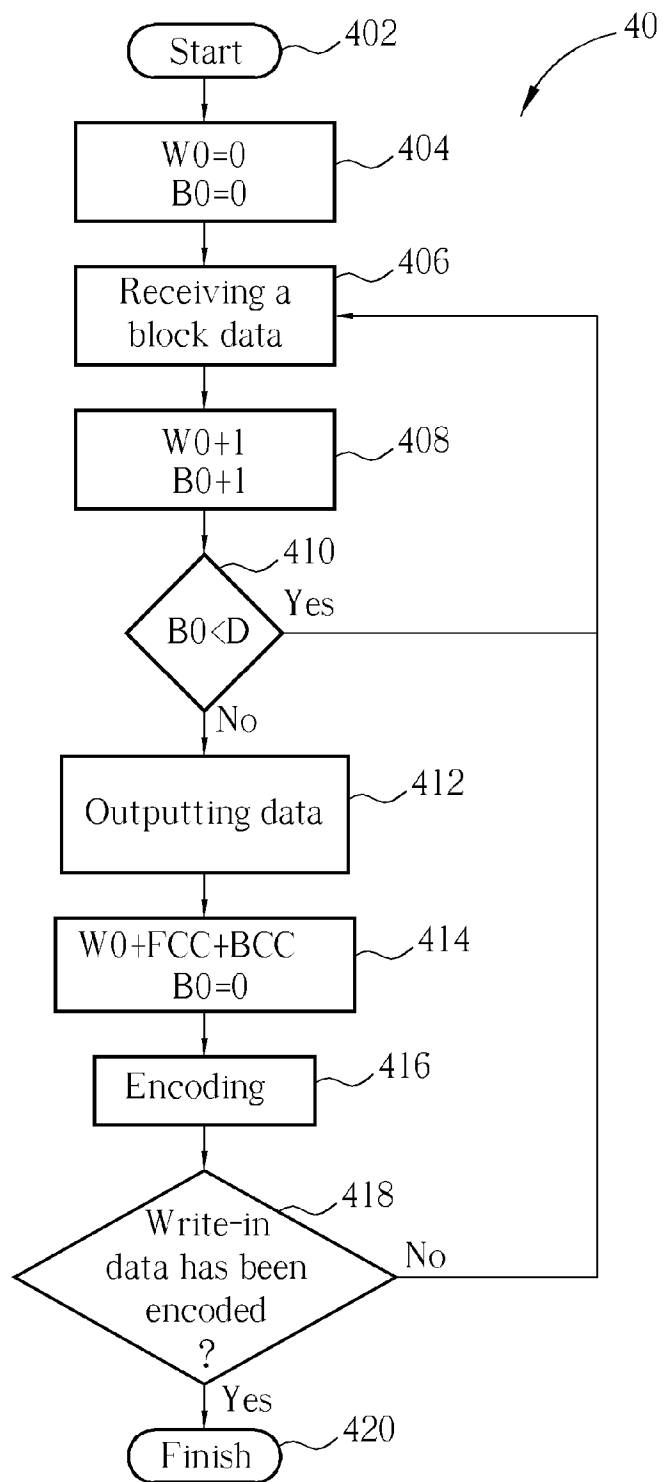 Start
402
40
W0=0
B0=0
404
Receiving a
block data
406
W0+1
B0+1
408
410
B0<D
Yes
No
Outputting data
412
W0+FCC+BCC
B0=0
414
Encoding
416
418
Write-in
data has been
encoded
?
No
Yes
Finish
420